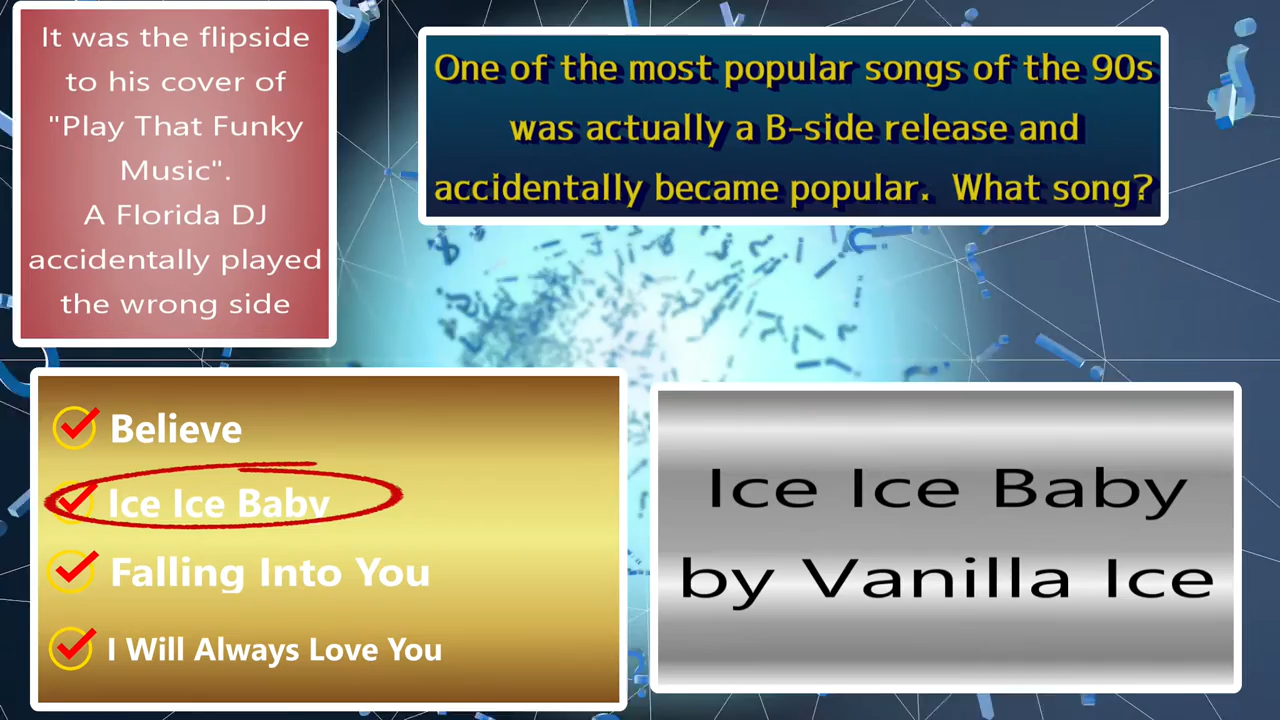 It was the flipside
to his cover of
"Play That Funky
Music".
A Florida DJ
accidentally played
the wrong side
One of the most popular songs of the 90s
was actually a B-side release and
accidentally became popular. What song?
Believe
Ice Ice Baby
Falling Into You
I Will Always Love You
Ice Ice Baby
by Vanilla Ice